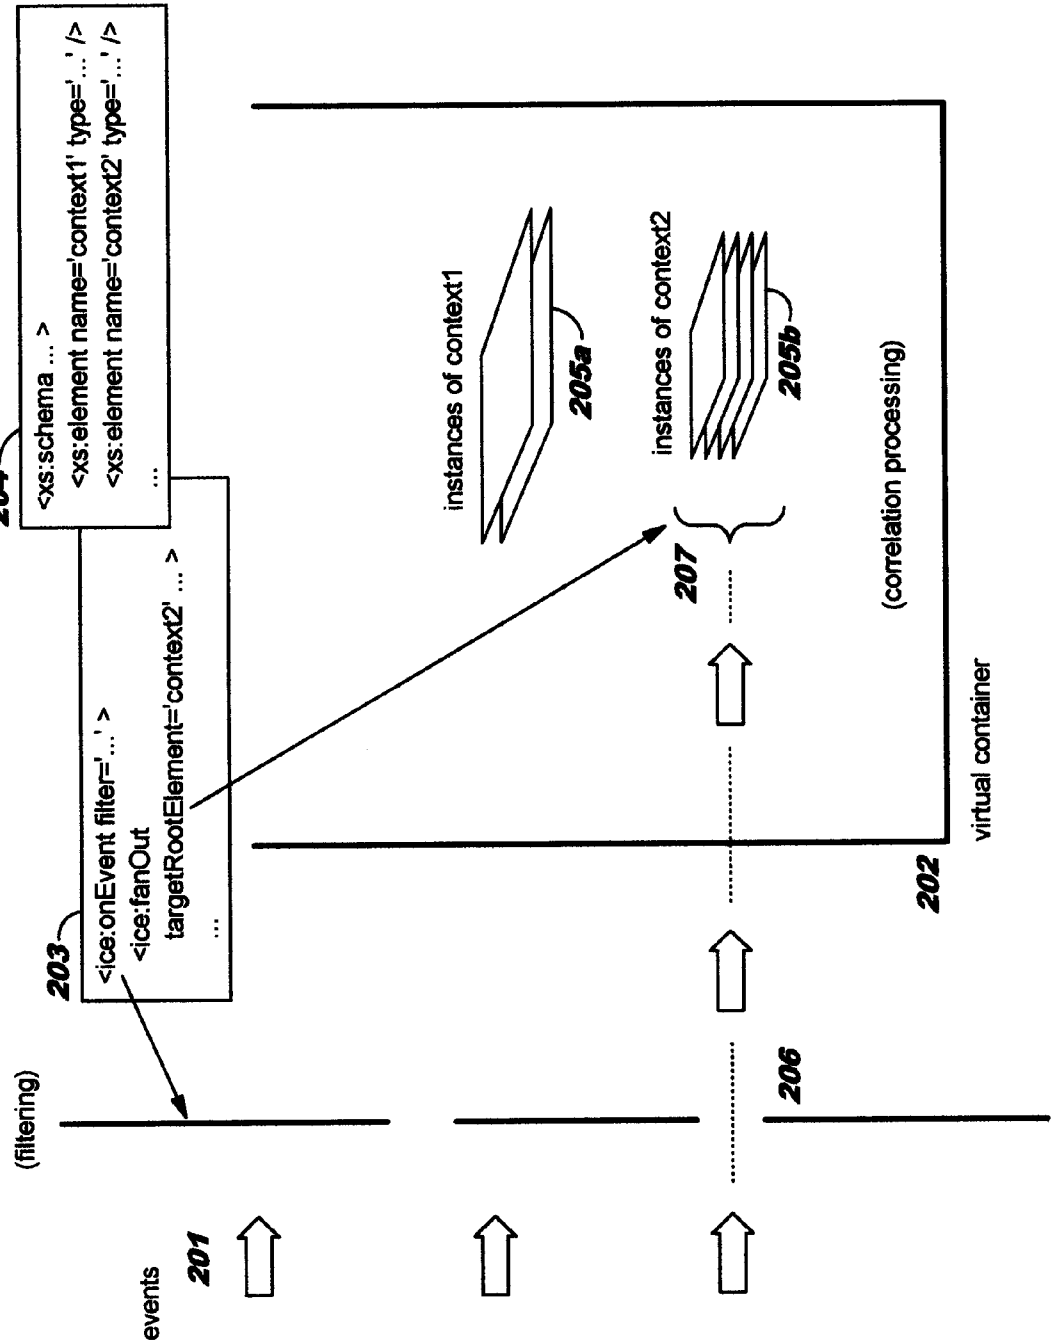 events
201
(filtering)
203
<ice:onEvent filter='...' >
<ice:fanOut
targetRootElement='context2' ... >
...
204
<xs:schema ... >
<xs:element name='context1' type='...' />
<xs:element name='context2' type='...' />
...
instances of context1
205a
instances of context2
205b
207
206
(correlation processing)
202
virtual container